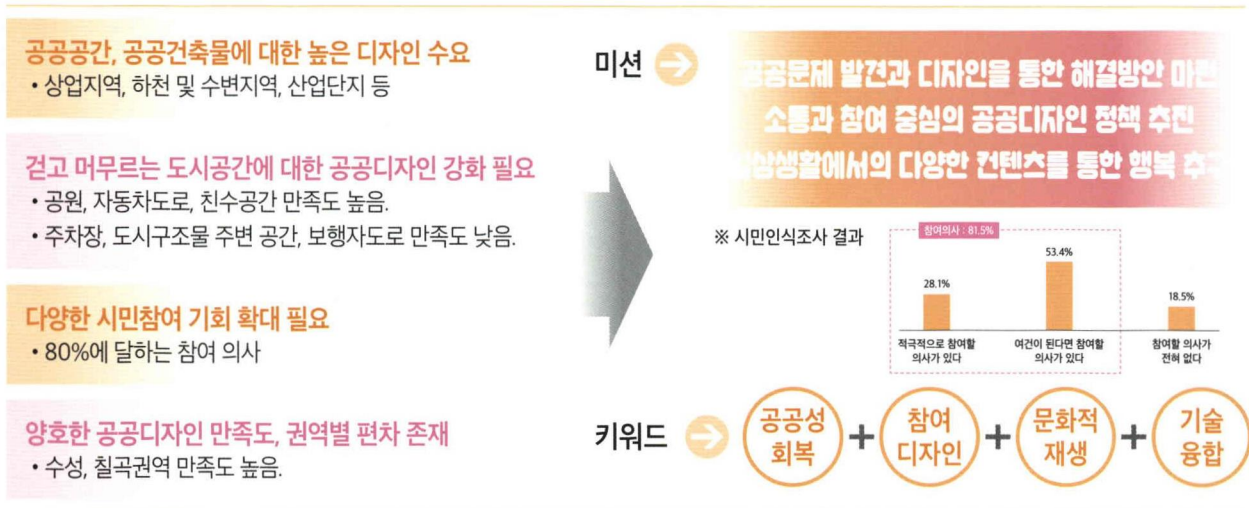 공공공간, 공공건축물에 대한 높은 디자인 수요
• 상업지역, 하천 및 수변지역, 산업단지 등
걷고 머무르는 도시공간에 대한 공공디자인 강화 필요
• 공원, 자동차도로, 친수공간 만족도 높음.
• 주차장, 도시구조물 주변 공간, 보행자도로 만족도 낮음.
다양한 시민참여 기회 확대 필요
• 80%에 달하는 참여 의사
양호한 공공디자인 만족도, 권역별 편차 존재
• 수성, 칠곡권역 만족도 높음.
미션
공공문제 발견과 디자인을 통한 해결방안 마련
소통과 참여 중심의 공공디자인 정책 추진
일상생활에서의 다양한 컨텐츠를 통한 행복 추구
※ 시민인식조사 결과
참여의사 : 81.5%
28.1%
53.4%
18.5%
적극적으로 참여할
의사가 있다
여건이 된다면 참여할
의사가 있다
참여할 의사가
전혀 없다
키워드
공공성
회복
+
참여
디자인
+
문화적
재생
+
기술
융합